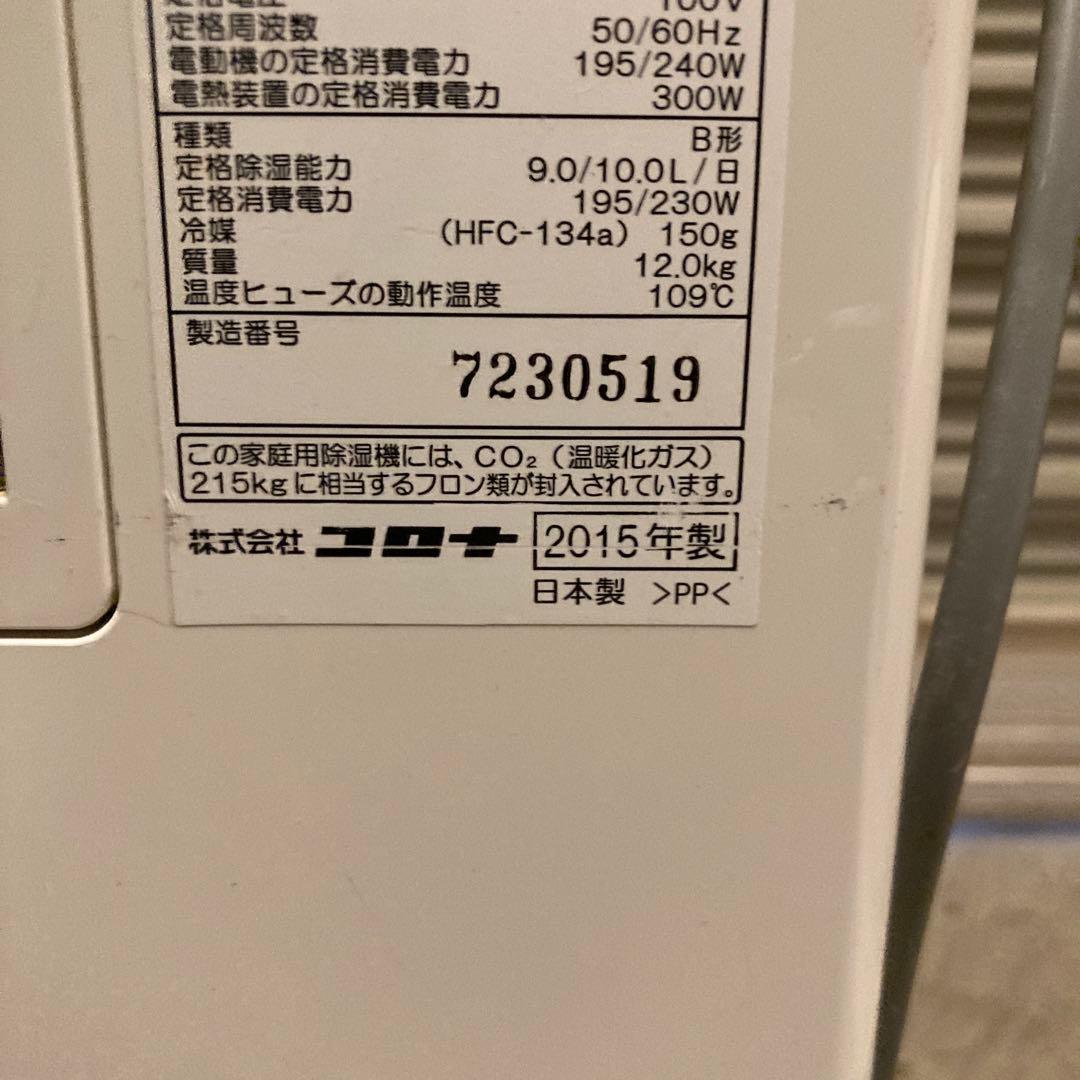 定格電圧 100V
定格周波数 50/60Hz
電動機の定格消費電力 195/240W
電熱装置の定格消費電力 300W
種類 B形
定格除湿能力 9.0/10.0L/日
定格消費電力 195/230W
冷媒 (HFC-134a) 150g
質量 12.0kg
温度ヒューズの動作温度 109℃
製造番号
7230519
この家庭用除湿機には、CO₂(温暖化ガス)
215kgに相当するフロン類が封入されています。
株式会社 コロナ 2015年製
日本製 >PP<